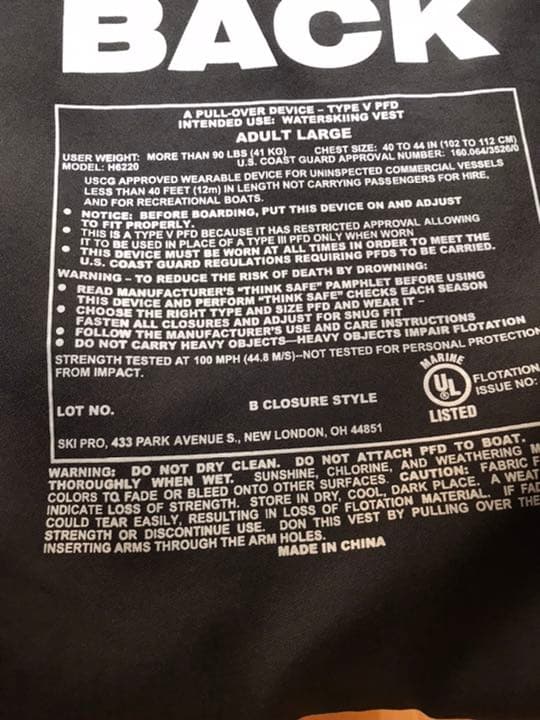 BACK
A PULL-OVER DEVICE – TYPE V PFD
INTENDED USE: WATERSKIING VEST
ADULT LARGE
USER WEIGHT: MORE THAN 90 LBS (41 KG) CHEST SIZE: 40 TO 44 IN (102 TO 112 CM)
MODEL: H6220 U.S. COAST GUARD APPROVAL NUMBER: 160.064/3526/0
USCG APPROVED WEARABLE DEVICE FOR UNINSPECTED COMMERCIAL VESSELS
LESS THAN 40 FEET (12m) IN LENGTH NOT CARRYING PASSENGERS FOR HIRE,
AND FOR RECREATIONAL BOATS.
• NOTICE: BEFORE BOARDING, PUT THIS DEVICE ON AND ADJUST
TO FIT PROPERLY.
• THIS IS A TYPE V PFD BECAUSE IT HAS RESTRICTED APPROVAL ALLOWING
IT TO BE USED IN PLACE OF A TYPE III PFD ONLY WHEN WORN
• THIS DEVICE MUST BE WORN AT ALL TIMES IN ORDER TO MEET THE
U.S. COAST GUARD REGULATIONS REQUIRING PFDS TO BE CARRIED.
WARNING – TO REDUCE THE RISK OF DEATH BY DROWNING:
• READ MANUFACTURER'S "THINK SAFE" PAMPHLET BEFORE USING
THIS DEVICE AND PERFORM "THINK SAFE" CHECKS EACH SEASON
• CHOOSE THE RIGHT TYPE AND SIZE PFD AND WEAR IT –
FASTEN ALL CLOSURES AND ADJUST FOR SNUG FIT
• FOLLOW THE MANUFACTURER'S USE AND CARE INSTRUCTIONS
• DO NOT CARRY HEAVY OBJECTS—HEAVY OBJECTS IMPAIR FLOTATION
STRENGTH TESTED AT 100 MPH (44.8 M/S)--NOT TESTED FOR PERSONAL PROTECTION
FROM IMPACT.
MARINE
UL
LISTED
FLOTATION
ISSUE NO:
LOT NO. B CLOSURE STYLE
SKI PRO, 433 PARK AVENUE S., NEW LONDON, OH 44851
WARNING: DO NOT DRY CLEAN. DO NOT ATTACH PFD TO BOAT.
THOROUGHLY WHEN WET. SUNSHINE, CHLORINE, AND WEATHERING M
COLORS TO FADE OR BLEED ONTO OTHER SURFACES. CAUTION: FABRIC F
INDICATE LOSS OF STRENGTH. STORE IN DRY, COOL, DARK PLACE. A WEAT
COULD TEAR EASILY, RESULTING IN LOSS OF FLOTATION MATERIAL. IF FAD
STRENGTH OR DISCONTINUE USE. DON THIS VEST BY PULLING OVER THE
INSERTING ARMS THROUGH THE ARM HOLES.
MADE IN CHINA